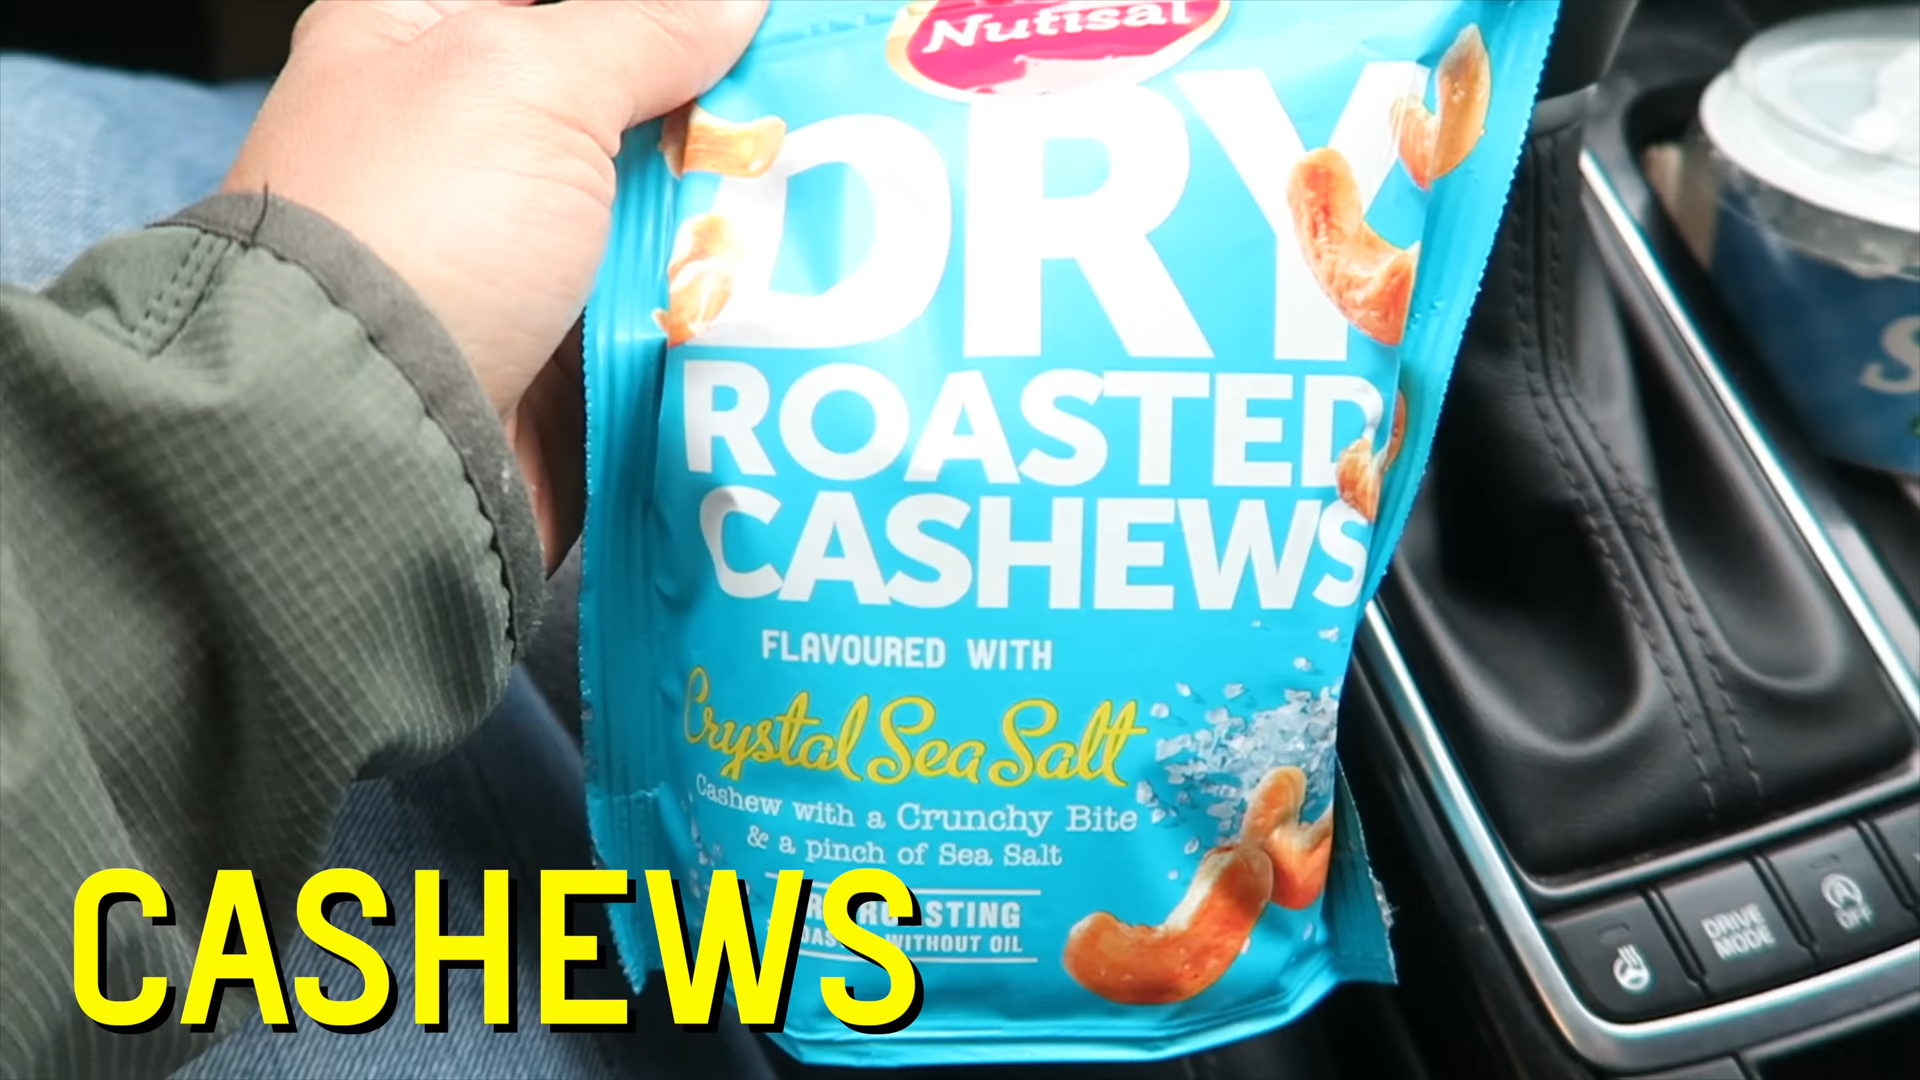 Nutisal
DRY
ROASTED
CASHEWS
FLAVOURED WITH
Crystal Sea Salt
Cashew with a Crunchy Bite
& a pinch of Sea Salt
WITHOUT OIL
CASHEWS
DRIVE
MODE
OFF